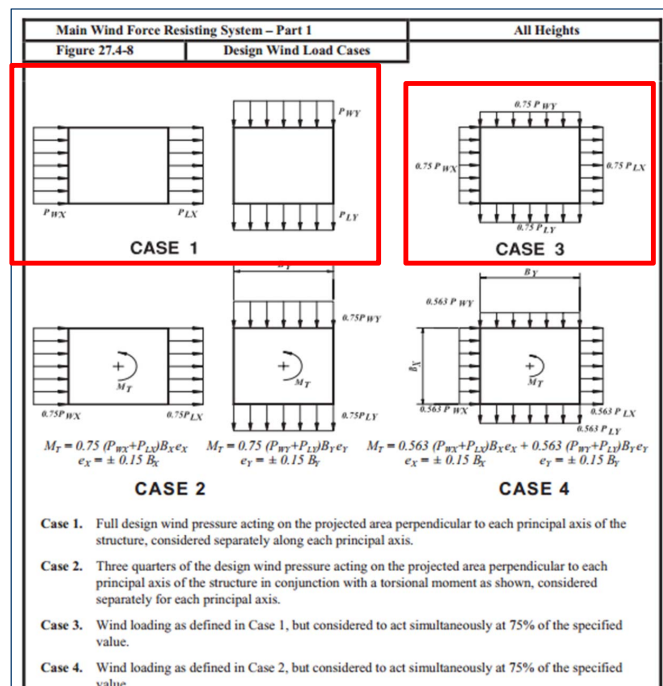 Main Wind Force Resisting System – Part 1
All Heights
Figure 27.4-8
Design Wind Load Cases
P WX
P LX
P WY
P LY
CASE 1
0.75 P WY
0.75 P WX
0.75 P LX
0.75 P LY
CASE 3
M T
0.75P WX
0.75P LX
B Y
0.75P WY
M T
0.75P LY
B Y
0.563 P WY
B X
M T
0.563 P WX
0.563 P LX
0.563 P LY
M T = 0.75 (P WX+P LX)B X e X
e X = ± 0.15 B X
M T = 0.75 (P WY+P LY)B Y e Y
e Y = ± 0.15 B Y
M T = 0.563 (P WX+P LX)B X e X + 0.563 (P WY+P LY)B Y e Y
e X = ± 0.15 B X
e Y = ± 0.15 B Y
CASE 2
CASE 4
Case 1. Full design wind pressure acting on the projected area perpendicular to each principal axis of the
structure, considered separately along each principal axis.
Case 2. Three quarters of the design wind pressure acting on the projected area perpendicular to each
principal axis of the structure in conjunction with a torsional moment as shown, considered
separately for each principal axis.
Case 3. Wind loading as defined in Case 1, but considered to act simultaneously at 75% of the specified
value.
Case 4. Wind loading as defined in Case 2, but considered to act simultaneously at 75% of the specified
value